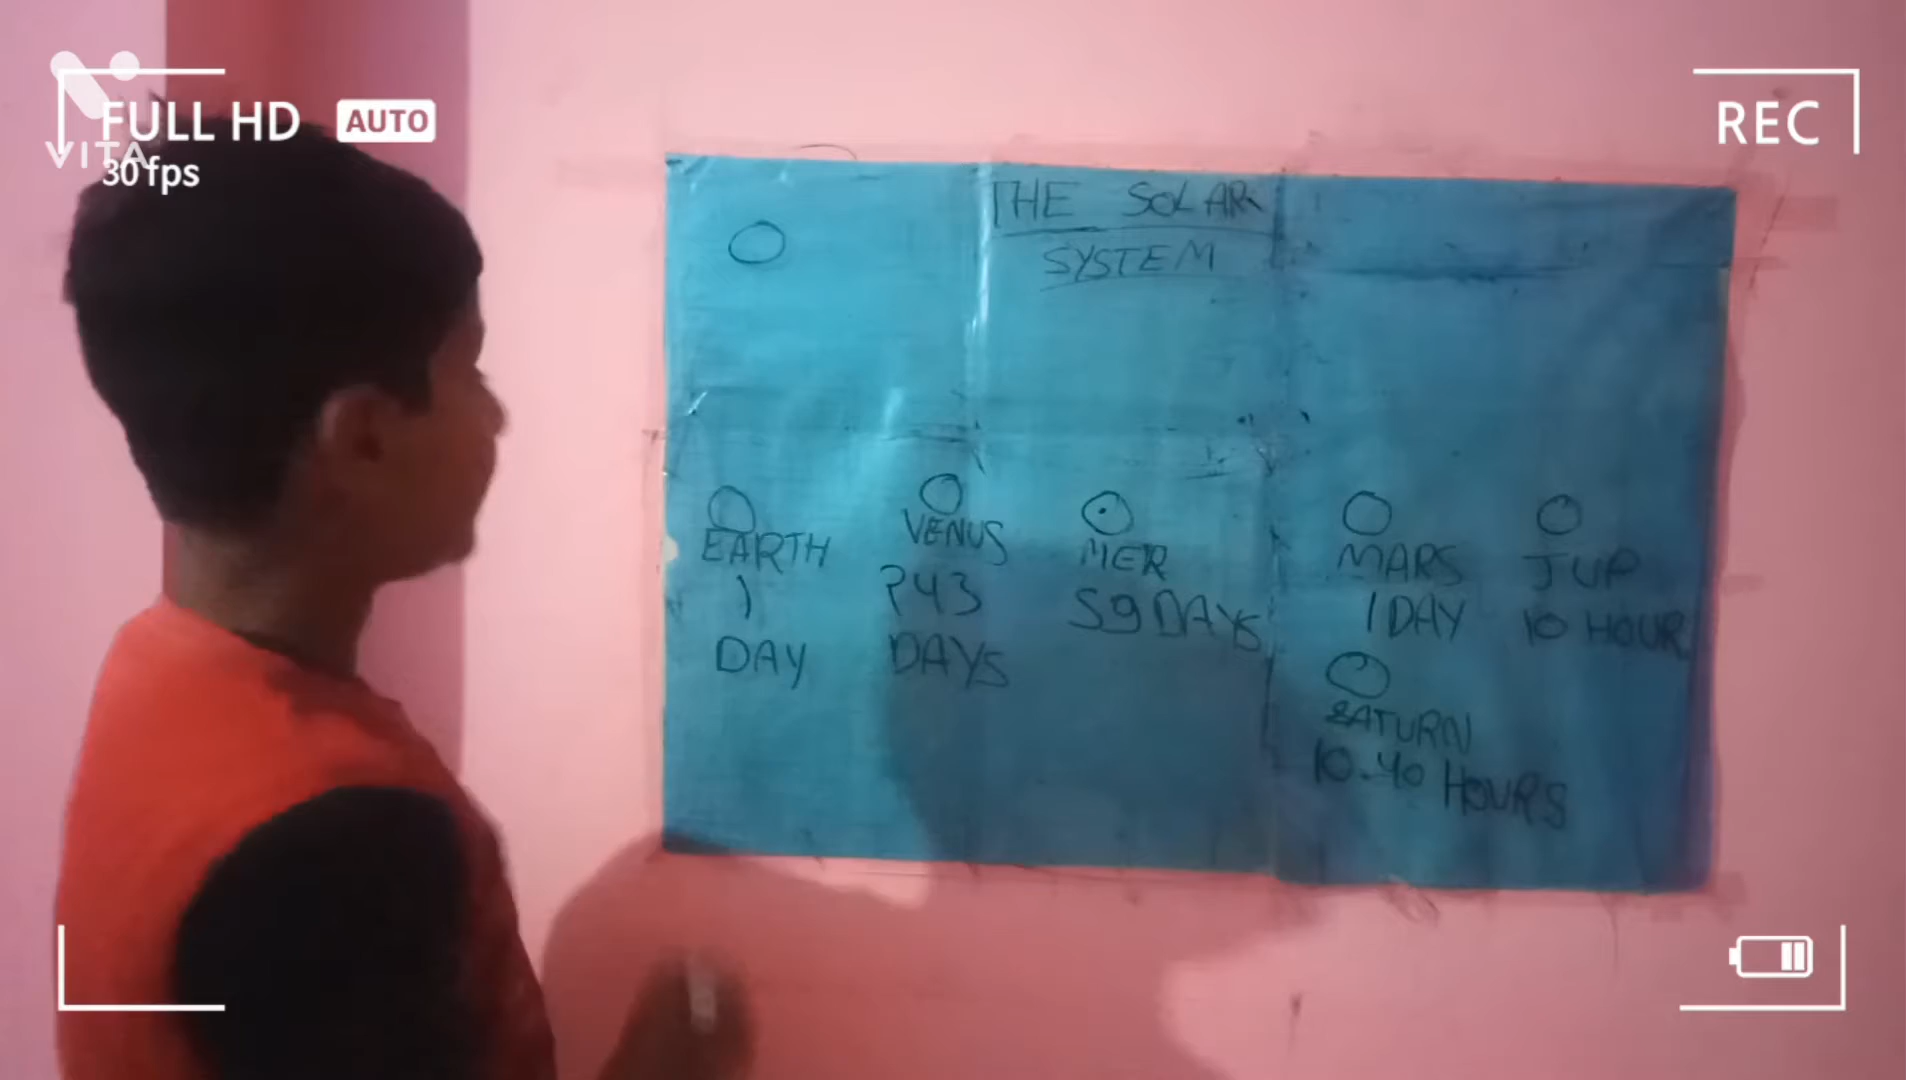 FULL HD AUTO
30 fps
VITA
REC
THE SOLAR
SYSTEM
EARTH
1
DAY
VENUS
243
DAYS
MER
59 DAYS
MARS
1 DAY
JUP
10 HOUR
SATURN
10-40 HOURS